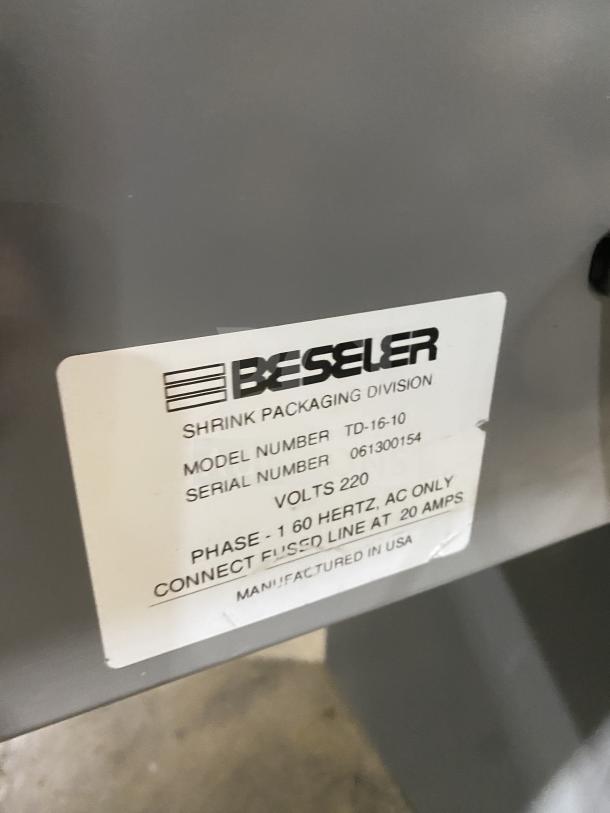 BESELER
SHRINK PACKAGING DIVISION
MODEL NUMBER TD-16-10
SERIAL NUMBER 061300154
VOLTS 220
PHASE - 1 60 HERTZ, AC ONLY
CONNECT FUSED LINE AT 20 AMPS
MANUFACTURED IN USA